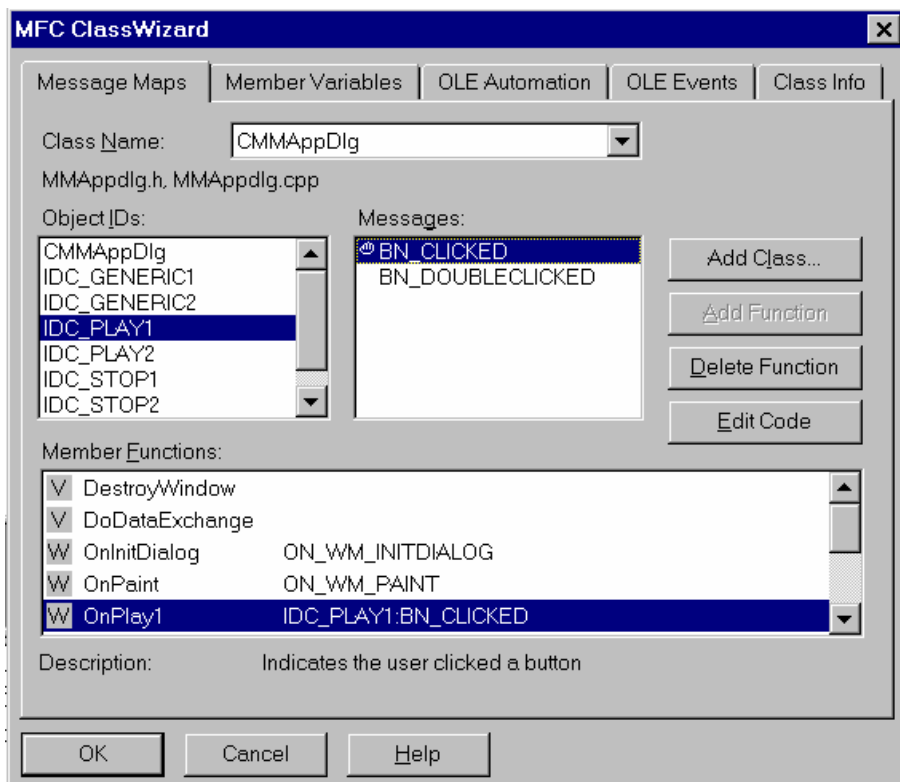 MFC ClassWizard
Message Maps Member Variables OLE Automation OLE Events Class Info
Class Name: CMMAppDlg
MMAppdlg.h, MMAppdlg.cpp
Object IDs: Messages:
CMMAppDlg BN_CLICKED
IDC_GENERIC1 BN_DOUBLECLICKED
IDC_GENERIC2
IDC_PLAY1
IDC_PLAY2
IDC_STOP1
IDC_STOP2
Add Class...
Add Function
Delete Function
Edit Code
Member Functions:
V DestroyWindow
V DoDataExchange
W OnInitDialog ON_WM_INITDIALOG
W OnPaint ON_WM_PAINT
W OnPlay1 IDC_PLAY1:BN_CLICKED
Description: Indicates the user clicked a button
OK Cancel Help